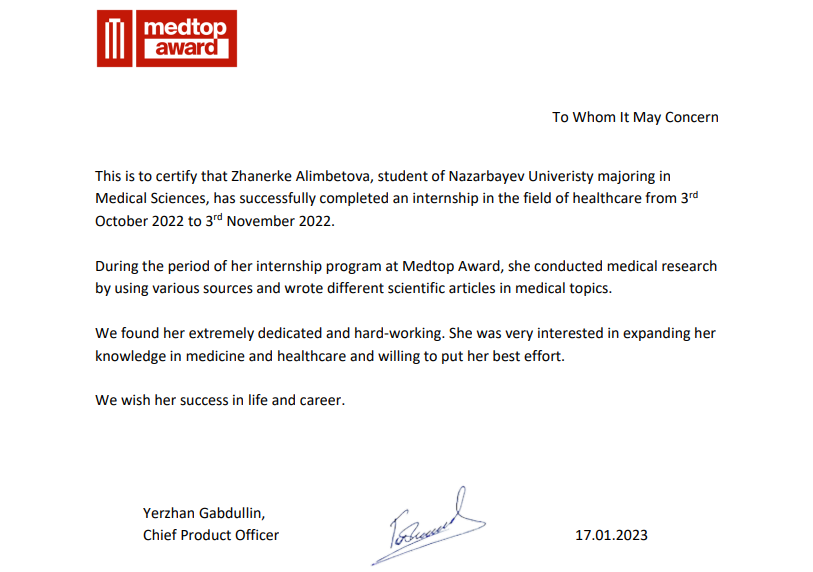 medtop
award
To Whom It May Concern
This is to certify that Zhanerke Alimbetova, student of Nazarbayev Univeristy majoring in
Medical Sciences, has successfully completed an internship in the field of healthcare from 3rd
October 2022 to 3rd November 2022.
During the period of her internship program at Medtop Award, she conducted medical research
by using various sources and wrote different scientific articles in medical topics.
We found her extremely dedicated and hard-working. She was very interested in expanding her
knowledge in medicine and healthcare and willing to put her best effort.
We wish her success in life and career.
Yerzhan Gabdullin,
Chief Product Officer
17.01.2023